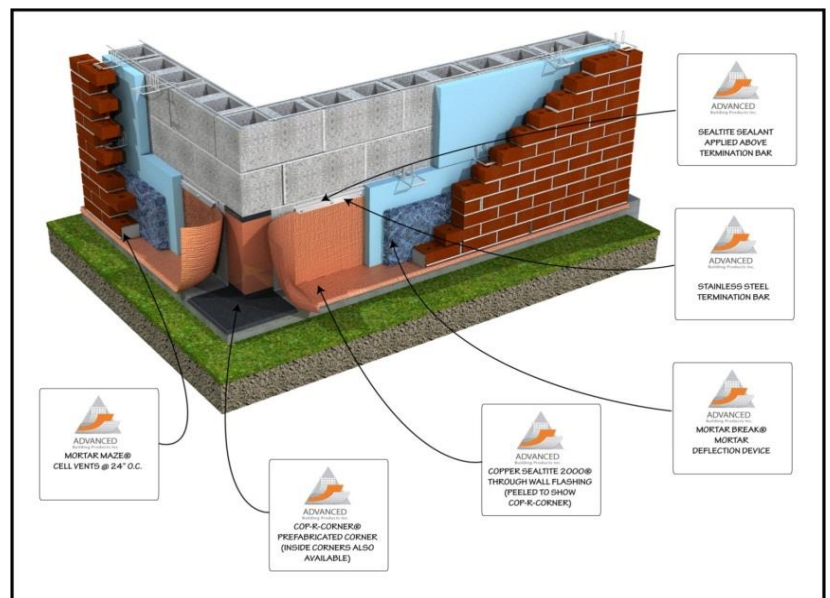 ADVANCED
Building Products Inc.
SEALTITE SEALANT
APPLIED ABOVE
TERMINATION BAR
ADVANCED
Building Products Inc.
STAINLESS STEEL
TERMINATION BAR
ADVANCED
Building Products Inc.
MORTAR BREAK®
MORTAR
DEFLECTION DEVICE
ADVANCED
Building Products Inc.
COPPER SEALTITE 2000®
THROUGH WALL FLASHING
(PEELED TO SHOW
COP-R-CORNER)
ADVANCED
Building Products Inc.
COP-R-CORNER®
PREFABRICATED CORNER
(INSIDE CORNERS ALSO
AVAILABLE)
ADVANCED
Building Products Inc.
MORTAR MAZE®
CELL VENTS @ 24" O.C.